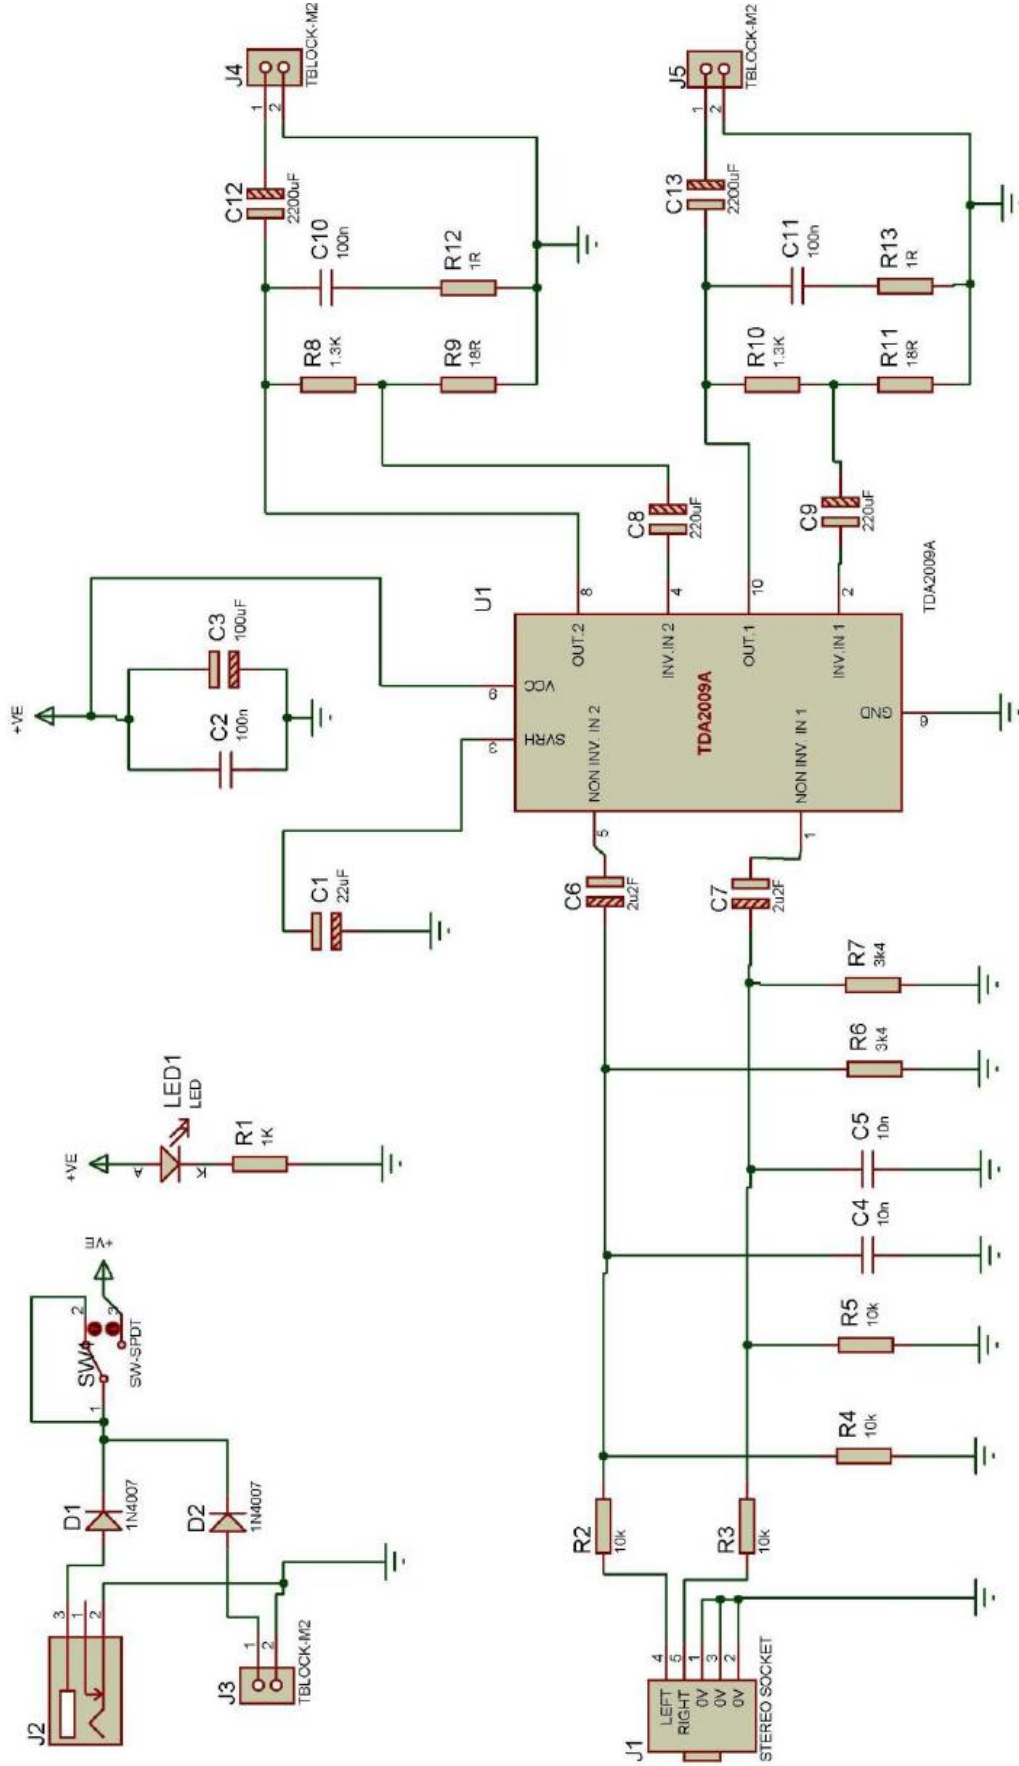 J2
3
1
2
D1
1N4007
D2
1N4007
J3
1
2
TBLOCK-M2
SW1
1
2
3
SW-SPDT
+VE
+VE
A
K
LED1
LED
R1
1K
C1
22uF
+VE
C2
100n
C3
100uF
J1
LEFT
RIGHT
0V
0V
0V
4
5
1
3
2
STEREO SOCKET
R2
10k
R3
10k
R4
10k
R5
10k
C4
10n
C5
10n
R6
3k4
R7
3k4
C6
2u2F
C7
2u2F
U1
5
NON INV. IN 2
1
NON INV. IN 1
SVRH
3
VCC
9
TDA2009A
GND
6
OUT.2
8
INV.IN 2
4
OUT.1
10
INV.IN 1
2
TDA2009A
C8
220uF
C9
220uF
R8
1.3K
R9
18R
C10
100n
R12
1R
C12
2200uF
1
2
J4
TBLOCK-M2
R10
1.3K
R11
18R
C11
100n
R13
1R
C13
2200uF
1
2
J5
TBLOCK-M2